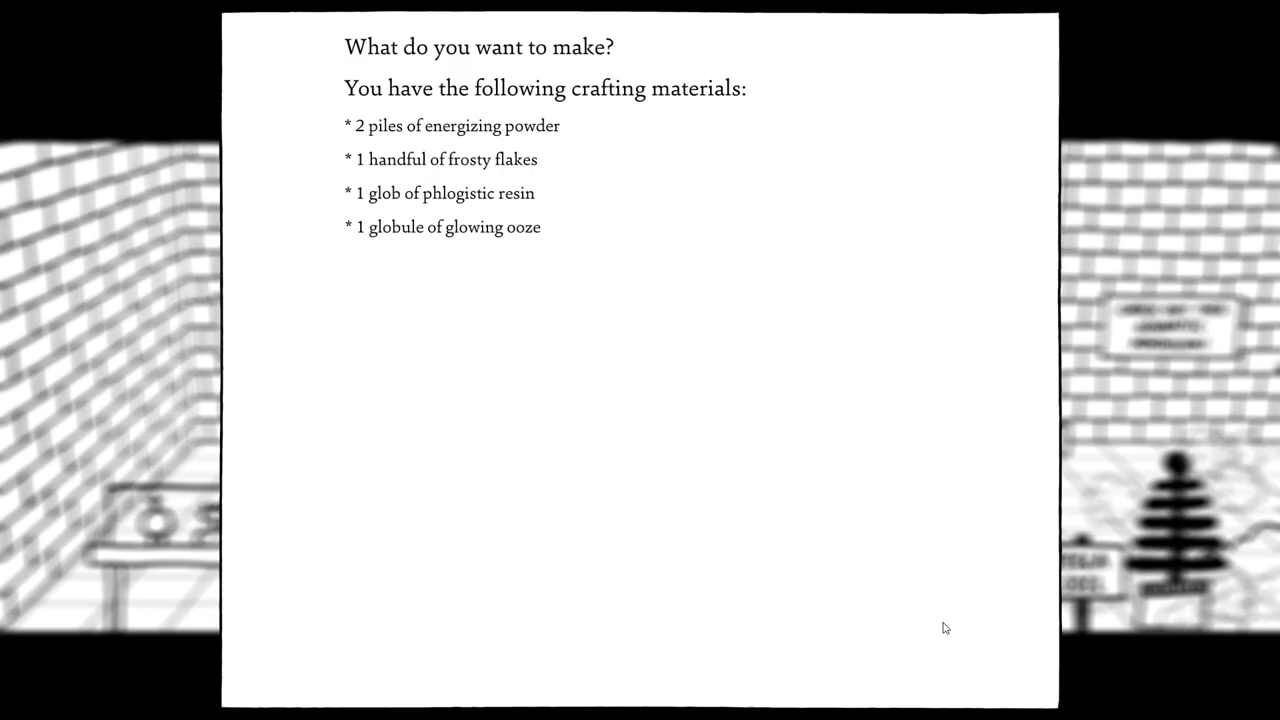 What do you want to make?
You have the following crafting materials:
* 2 piles of energizing powder
* 1 handful of frosty flakes
* 1 glob of phlogistic resin
* 1 globule of glowing ooze